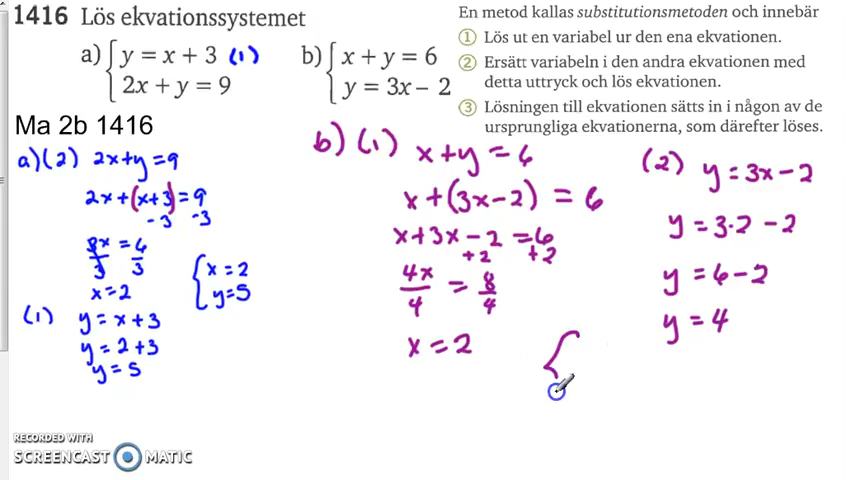 1416 Lös ekvationssystemet
a) { y = x + 3 (1)
2x + y = 9
b) { x + y = 6
y = 3x − 2
En metod kallas substitutionsmetoden och innebär
① Lös ut en variabel ur den ena ekvationen.
② Ersätt variabeln i den andra ekvationen med
detta uttryck och lös ekvationen.
③ Lösningen till ekvationen sätts in i någon av de
ursprungliga ekvationerna, som därefter löses.
Ma 2b 1416
a) (2) 2x+y=9
2x+(x+3)=9
-3 -3
3x/3 = 6/3
x=2
(1) y=x+3
y=2+3
y=5
{ x=2
y=5
b) (1) x+y=6
x+(3x-2) = 6
x+3x-2=6
+2 +2
4x/4 = 8/4
x=2
(2) y=3x-2
y=3·2-2
y=6-2
y=4
{
RECORDED WITH
SCREENCAST MATIC